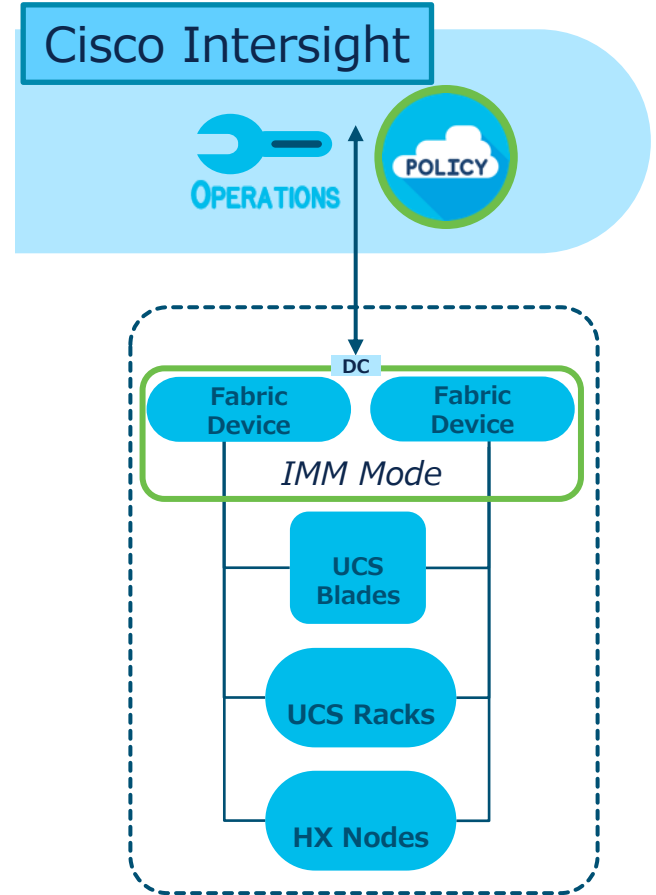 Cisco Intersight
OPERATIONS
POLICY
DC
Fabric
Device
Fabric
Device
IMM Mode
UCS
Blades
UCS Racks
HX Nodes